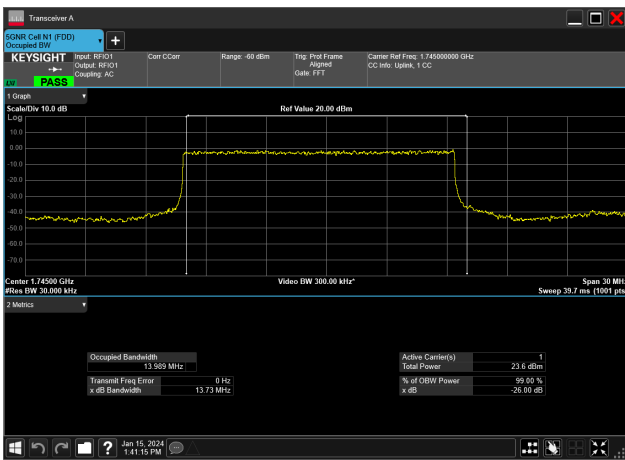 Transceiver A
5GNR Cell N1 (FDD)
Occupied BW
KEYSIGHT
Input: RFIO1
Output: RFIO1
Coupling: AC
Corr CCorr
Range: -60 dBm
Trig: Prot Frame
Aligned
Gate: FFT
Carrier Ref Freq: 1.745000000 GHz
CC Info: Uplink, 1 CC
PASS
1 Graph
Scale/Div 10.0 dB
Ref Value 20.00 dBm
Log
10.0
0.00
-10.0
-20.0
-30.0
-40.0
-50.0
-60.0
-70.0
Center 1.74500 GHz
Video BW 300.00 kHz*
Span 30 MHz
#Res BW 30.000 kHz
Sweep 39.7 ms (1001 pts
2 Metrics
Occupied Bandwidth
13.989 MHz
Transmit Freq Error 0 Hz
x dB Bandwidth 13.73 MHz
Active Carrier(s) 1
Total Power 23.6 dBm
% of OBW Power 99.00 %
x dB -26.00 dB
Jan 15, 2024
1:41:15 PM